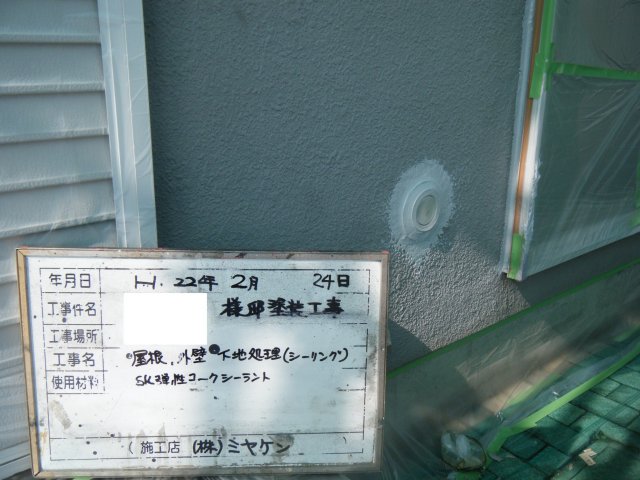 年月日 H. 22年 2月 24日
工事件名 様邸塗装工事
工事場所
工事名 屋根、外壁 下地処理(シーリング)
使用材料 SK弾性コークシーラント
(施工店 (株)ミヤケン